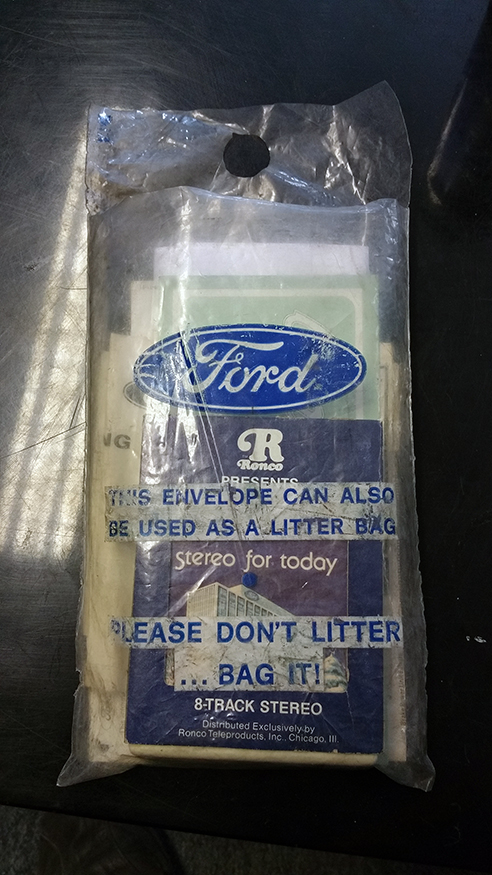 Ford
NG
R
Ronco
PRESENTS
THIS ENVELOPE CAN ALSO
BE USED AS A LITTER BAG
Stereo for today
PLEASE DON'T LITTER
... BAG IT!
8-TRACK STEREO
Distributed Exclusively by
Ronco Teleproducts, Inc., Chicago, Ill.